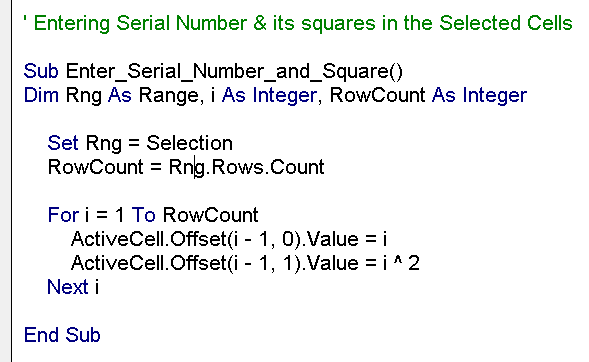 ' Entering Serial Number & its squares in the Selected Cells
Sub Enter_Serial_Number_and_Square()
Dim Rng As Range, i As Integer, RowCount As Integer
Set Rng = Selection
RowCount = Rng.Rows.Count
For i = 1 To RowCount
ActiveCell.Offset(i - 1, 0).Value = i
ActiveCell.Offset(i - 1, 1).Value = i ^ 2
Next i
End Sub